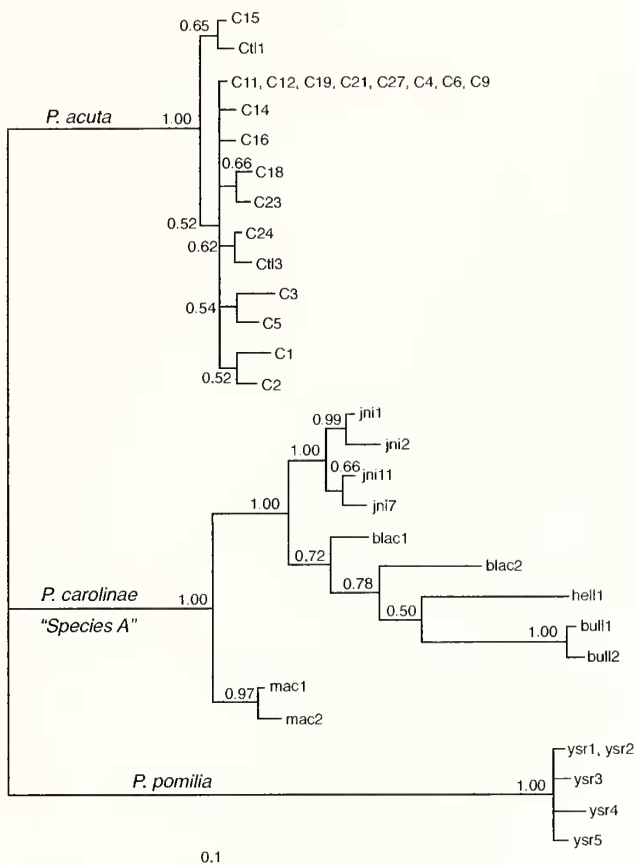 0.65
C15
Ctl1
C11, C12, C19, C21, C27, C4, C6, C9
P. acuta
1.00
C14
C16
0.66
C18
C23
0.52
C24
0.62
Ctl3
C3
0.54
C5
C1
0.52
C2
jni1
0.99
jni2
1.00
0.66
jni11
jni7
1.00
blac1
0.72
blac2
0.78
P. carolinae
1.00
hell1
0.50
"Species A"
1.00
bull1
bull2
mac1
0.97
mac2
ysr1, ysr2
P. pomilia
1.00
ysr3
ysr4
ysr5
0.1